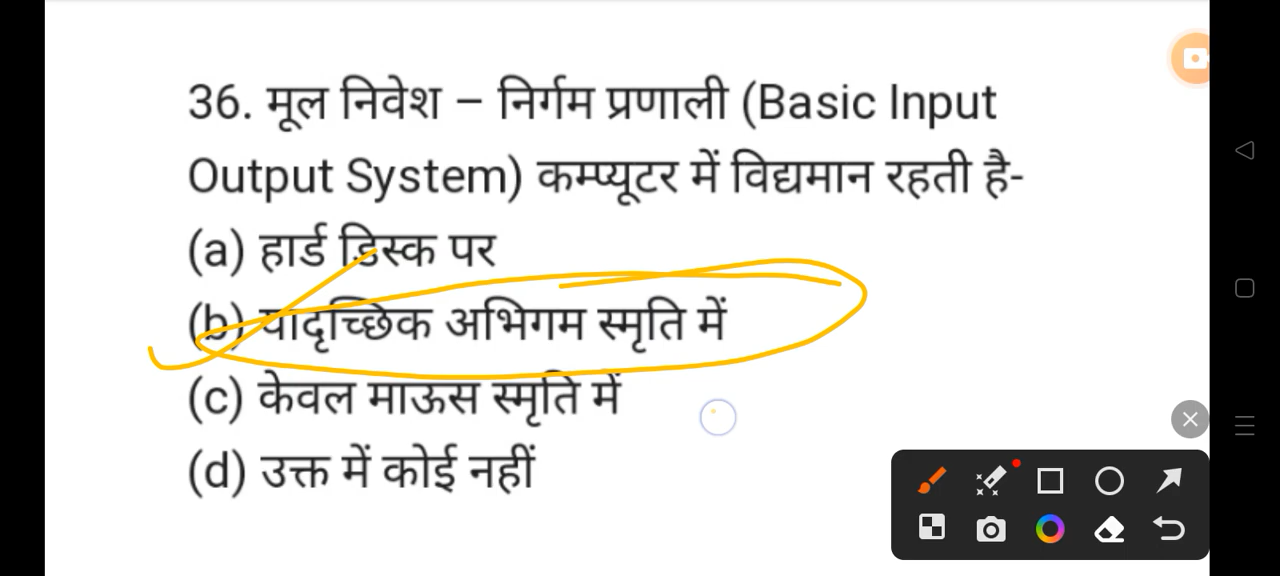 36. मूल निवेश – निर्गम प्रणाली (Basic Input
Output System) कम्प्यूटर में विद्यमान रहती है-
(a) हार्ड डिस्क पर
(b) यादृच्छिक अभिगम स्मृति में
(c) केवल माऊस स्मृति में
(d) उक्त में कोई नहीं